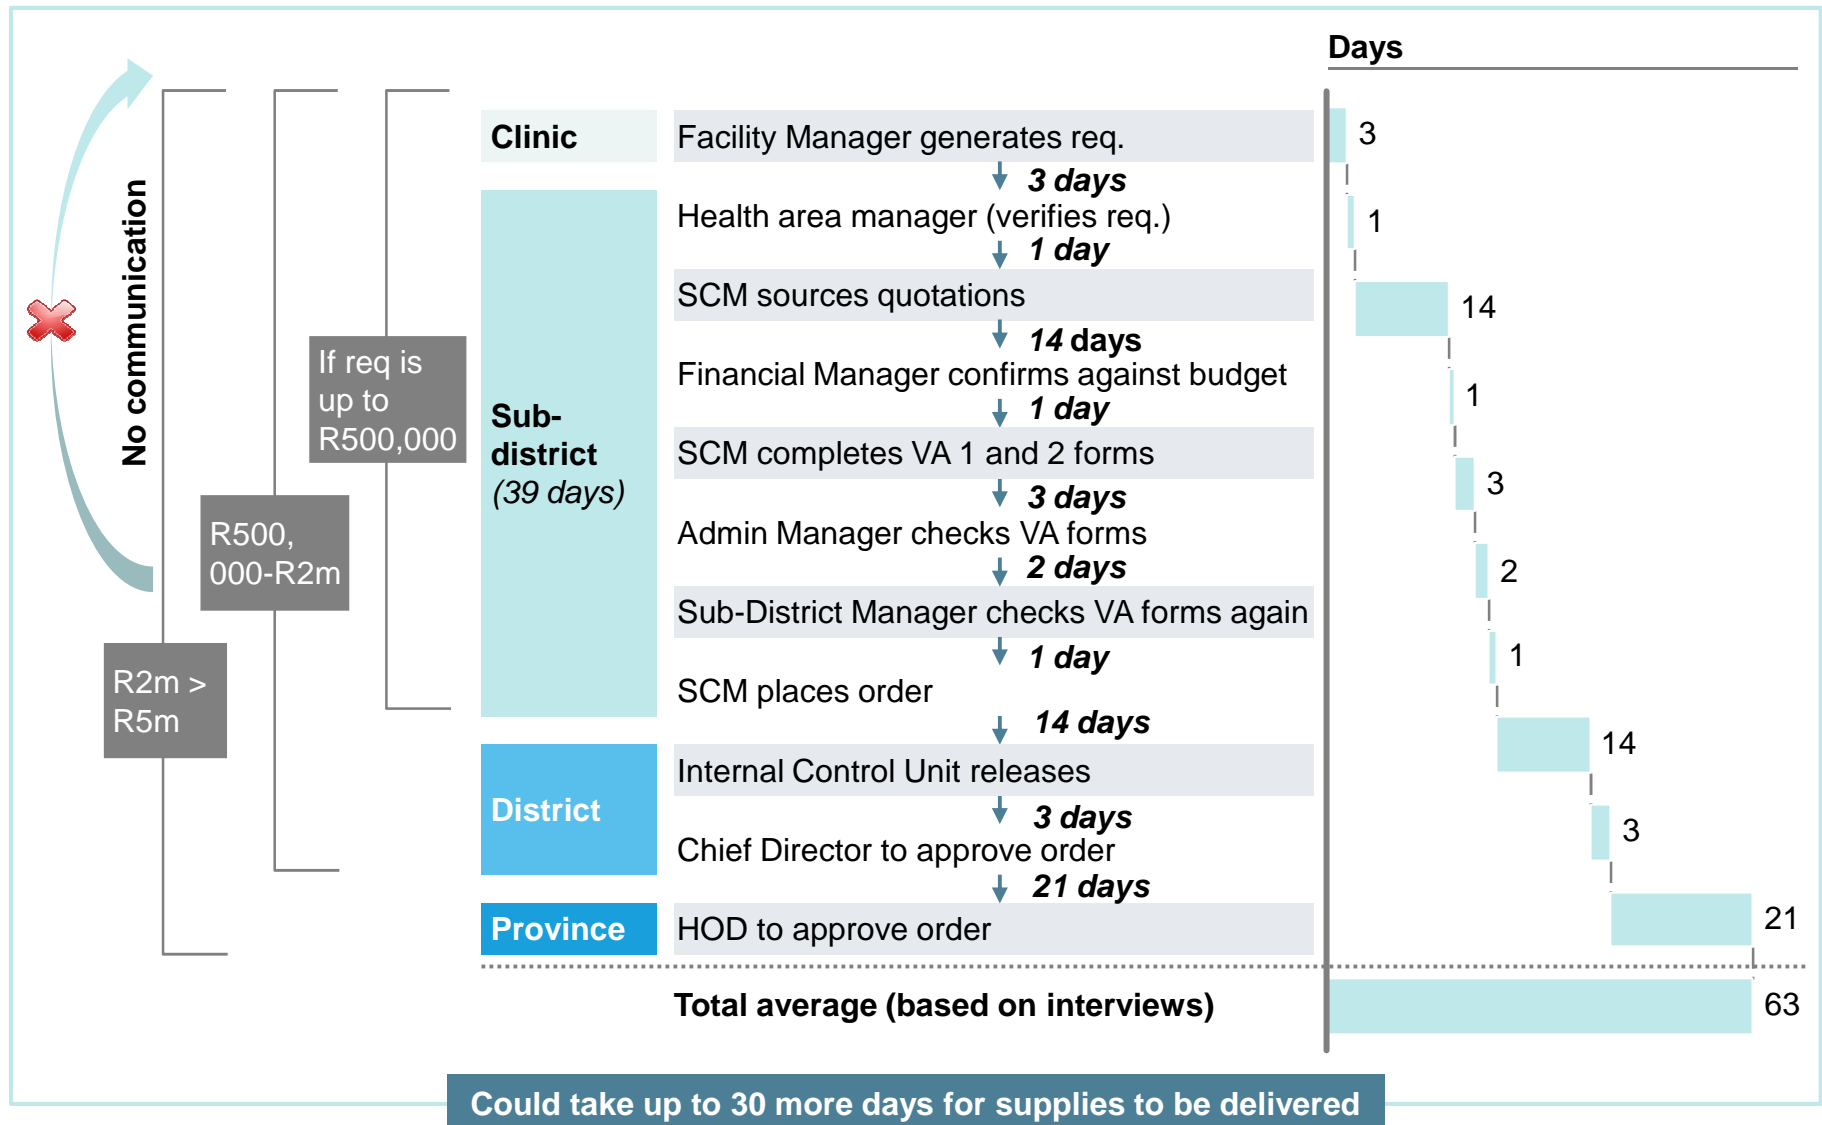 Days
No communication
If req is
up to
R500,000
R500,
000-R2m
R2m >
R5m
Clinic
Sub-
district
(39 days)
District
Province
Facility Manager generates req.
3 days
Health area manager (verifies req.)
1 day
SCM sources quotations
14 days
Financial Manager confirms against budget
1 day
SCM completes VA 1 and 2 forms
3 days
Admin Manager checks VA forms
2 days
Sub-District Manager checks VA forms again
1 day
SCM places order
14 days
Internal Control Unit releases
3 days
Chief Director to approve order
21 days
HOD to approve order
Total average (based on interviews)
3
1
14
1
3
2
1
14
3
21
63
Could take up to 30 more days for supplies to be delivered